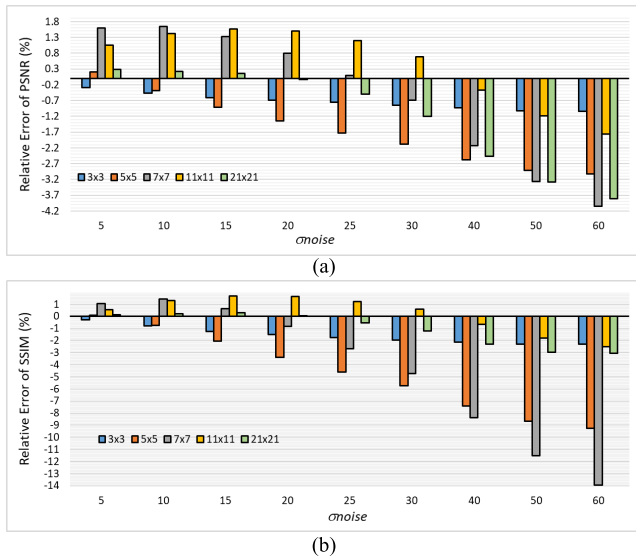 Relative Error of PSNR (%)
1.8
1.3
0.8
0.3
-0.2
-0.7
-1.2
-1.7
-2.2
-2.7
-3.2
-3.7
-4.2
3x3 5x5 7x7 11x11 21x21
5 10 15 20 25 30 40 50 60
σnoise
(a)
Relative Error of SSIM (%)
1
0
-1
-2
-3
-4
-5
-6
-7
-8
-9
-10
-11
-12
-13
-14
3x3 5x5 7x7 11x11 21x21
5 10 15 20 25 30 40 50 60
σnoise
(b)